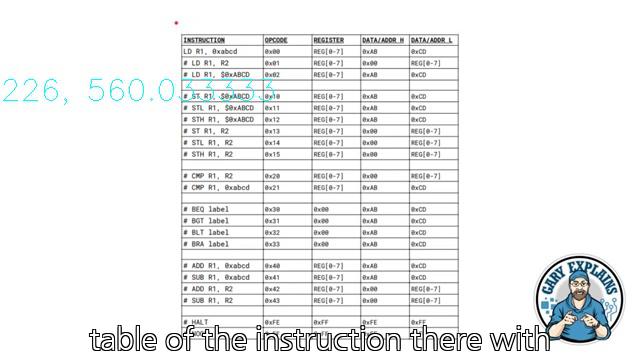 INSTRUCTION OPCODE REGISTER DATA/ADDR H DATA/ADDR L
LD R1, 0xabcd 0x00 REG[0-7] 0xAB 0xCD
# LD R1, R2 0x01 REG[0-7] 0x00 REG[0-7]
# LD R1, $0xABCD 0x02 REG[0-7] 0xAB 0xCD
226, 560.033333
# ST R1, $0xABCD 0x10 REG[0-7] 0xAB 0xCD
# STL R1, $0xABCD 0x11 REG[0-7] 0xAB 0xCD
# STH R1, $0xABCD 0x12 REG[0-7] 0xAB 0xCD
# ST R1, R2 0x13 REG[0-7] 0x00 REG[0-7]
# STL R1, R2 0x14 REG[0-7] 0x00 REG[0-7]
# STH R1, R2 0x15 REG[0-7] 0x00 REG[0-7]
# CMP R1, R2 0x20 REG[0-7] 0x00 REG[0-7]
# CMP R1, 0xabcd 0x21 REG[0-7] 0xAB 0xCD
# BEQ label 0x30 0x00 0xAB 0xCD
# BGT label 0x31 0x00 0xAB 0xCD
# BLT label 0x32 0x00 0xAB 0xCD
# BRA label 0x33 0x00 0xAB 0xCD
# ADD R1, 0xabcd 0x40 REG[0-7] 0xAB 0xCD
# SUB R1, 0xabcd 0x41 REG[0-7] 0xAB 0xCD
# ADD R1, R2 0x42 REG[0-7] 0x00 REG[0-7]
# SUB R1, R2 0x43 REG[0-7] 0x00 REG[0-7]
# HALT 0xFE 0xFF 0xFE 0xFE
GARY EXPLAINS
table of the instruction there with